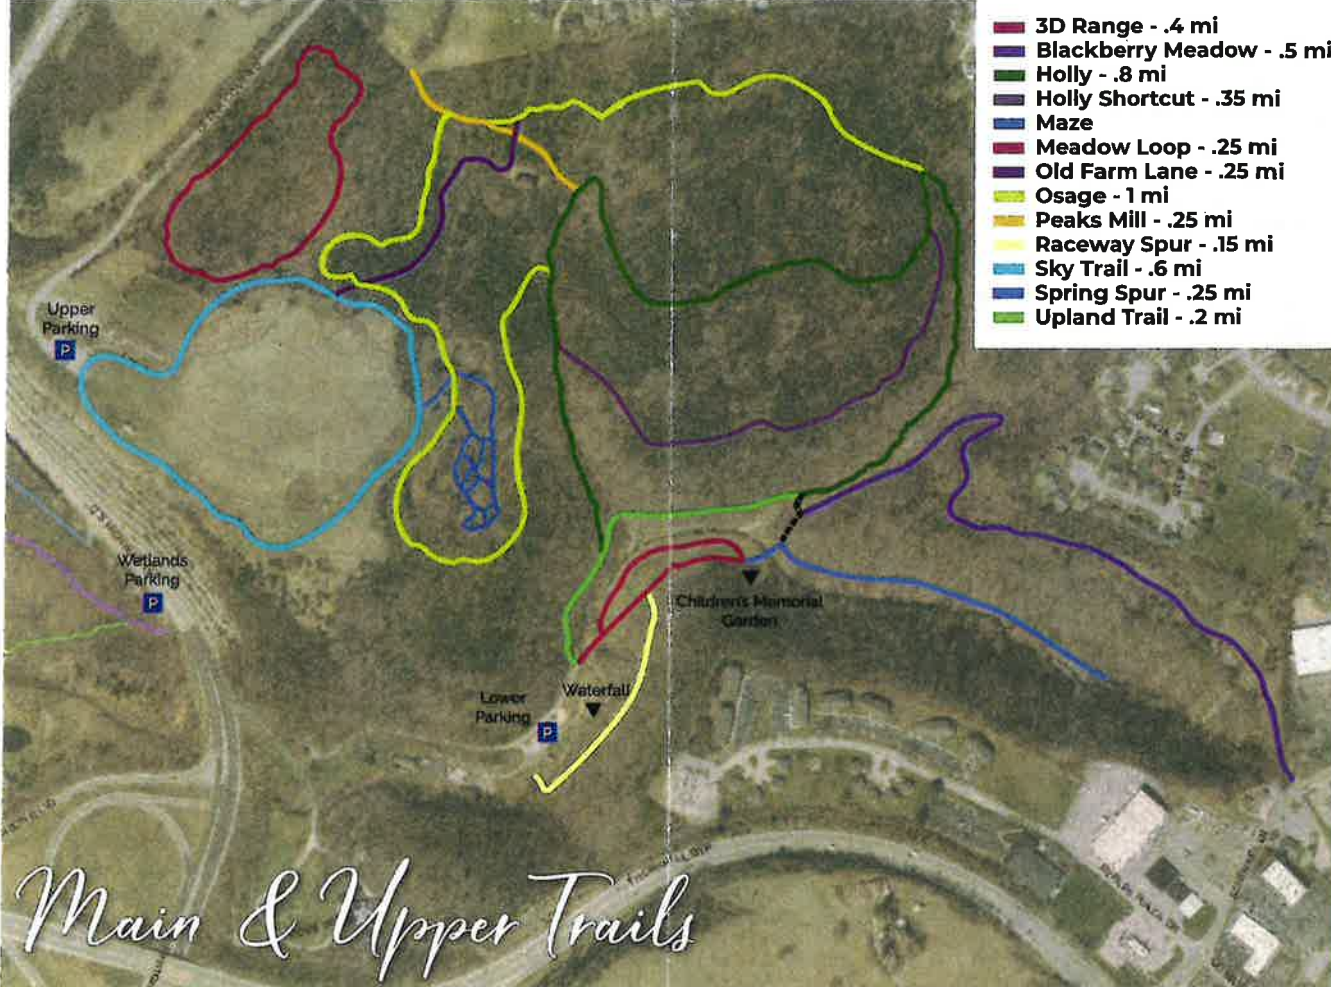 3D Range - .4 mi
Blackberry Meadow - .5 mi
Holly - .8 mi
Holly Shortcut - .35 mi
Maze
Meadow Loop - .25 mi
Old Farm Lane - .25 mi
Osage - 1 mi
Peaks Mill - .25 mi
Raceway Spur - .15 mi
Sky Trail - .6 mi
Spring Spur - .25 mi
Upland Trail - .2 mi
Upper
Parking
P
Wetlands
Parking
P
Children's Memorial
Garden
Lower
Parking
P
Waterfall
Main & Upper Trails